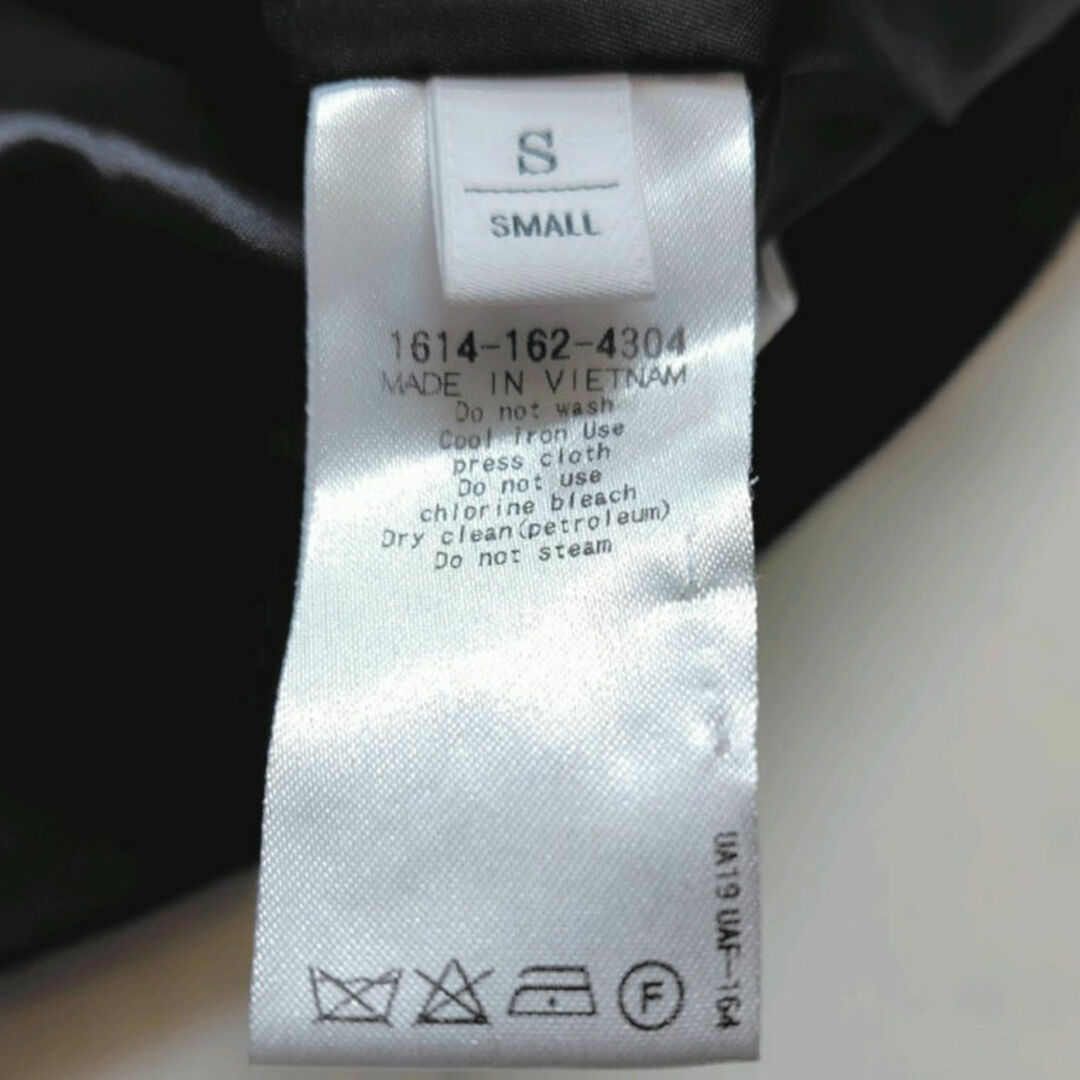 S
SMALL
1614-162-4304
MADE IN VIETNAM
Do not wash
Cool iron Use
press cloth
Do not use
chlorine bleach
Dry clean(petroleum)
Do not steam
UA19 UAF-164
F